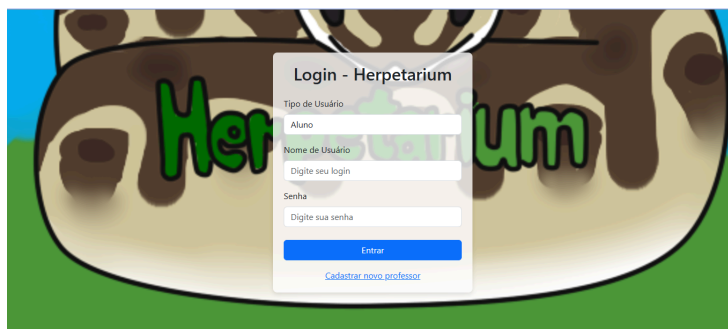 Login - Herpetarium
Tipo de Usuário
Aluno
Herpetarium
Nome de Usuário
Digite seu login
Senha
Digite sua senha
Entrar
Cadastrar novo professor